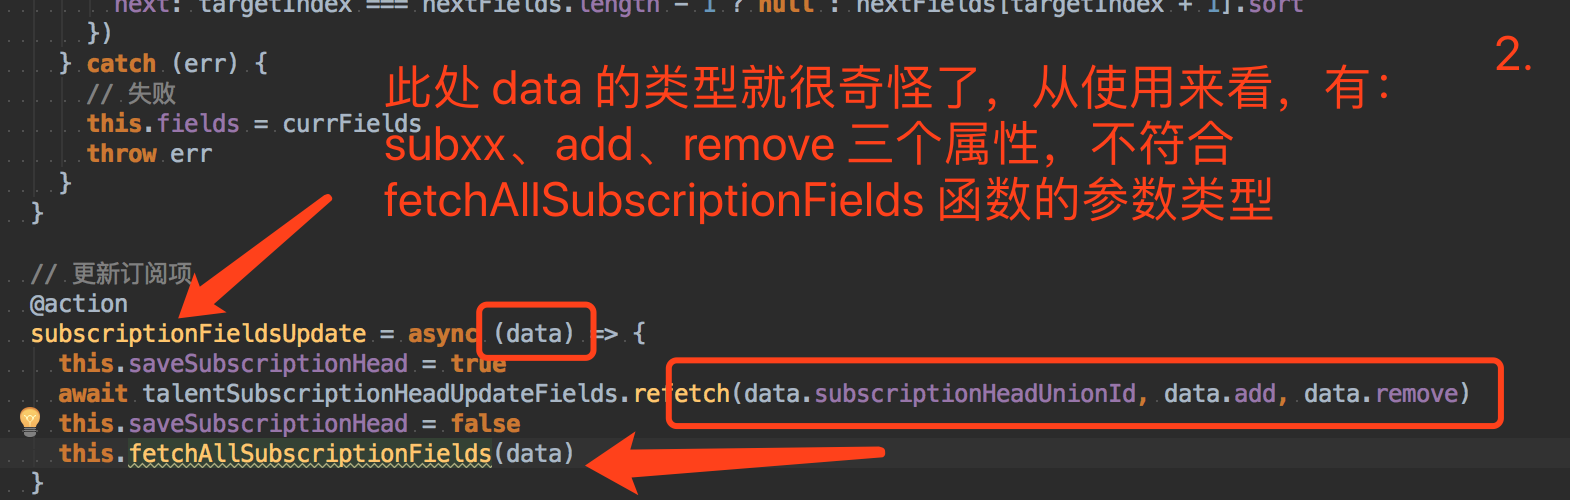 next: targetIndex === nextFields.length - 1 ? null : nextFields[targetIndex + 1].sort
})
} catch (err) {
// 失败
this.fields = currFields
throw err
}
}
2.
此处 data 的类型就很奇怪了，从使用来看，有：
subxx、add、remove 三个属性，不符合
fetchAllSubscriptionFields 函数的参数类型
// 更新订阅项
@action
subscriptionFieldsUpdate = async (data) => {
this.saveSubscriptionHead = true
await talentSubscriptionHeadUpdateFields.refetch(data.subscriptionHeadUnionId, data.add, data.remove)
this.saveSubscriptionHead = false
this.fetchAllSubscriptionFields(data)
}